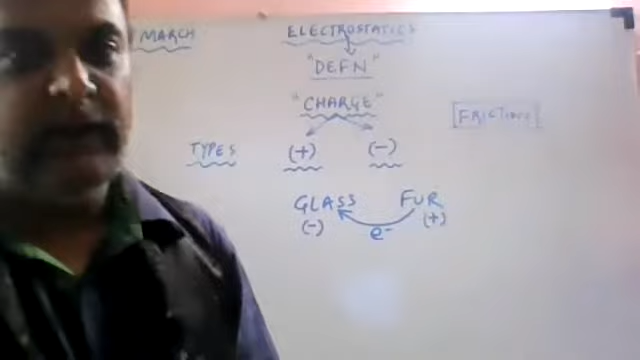 MARCH
ELECTROSTATICS
"DEFN"
"CHARGE"
FRICTION
TYPES (+) (-)
GLASS FUR
(-) e- (+)